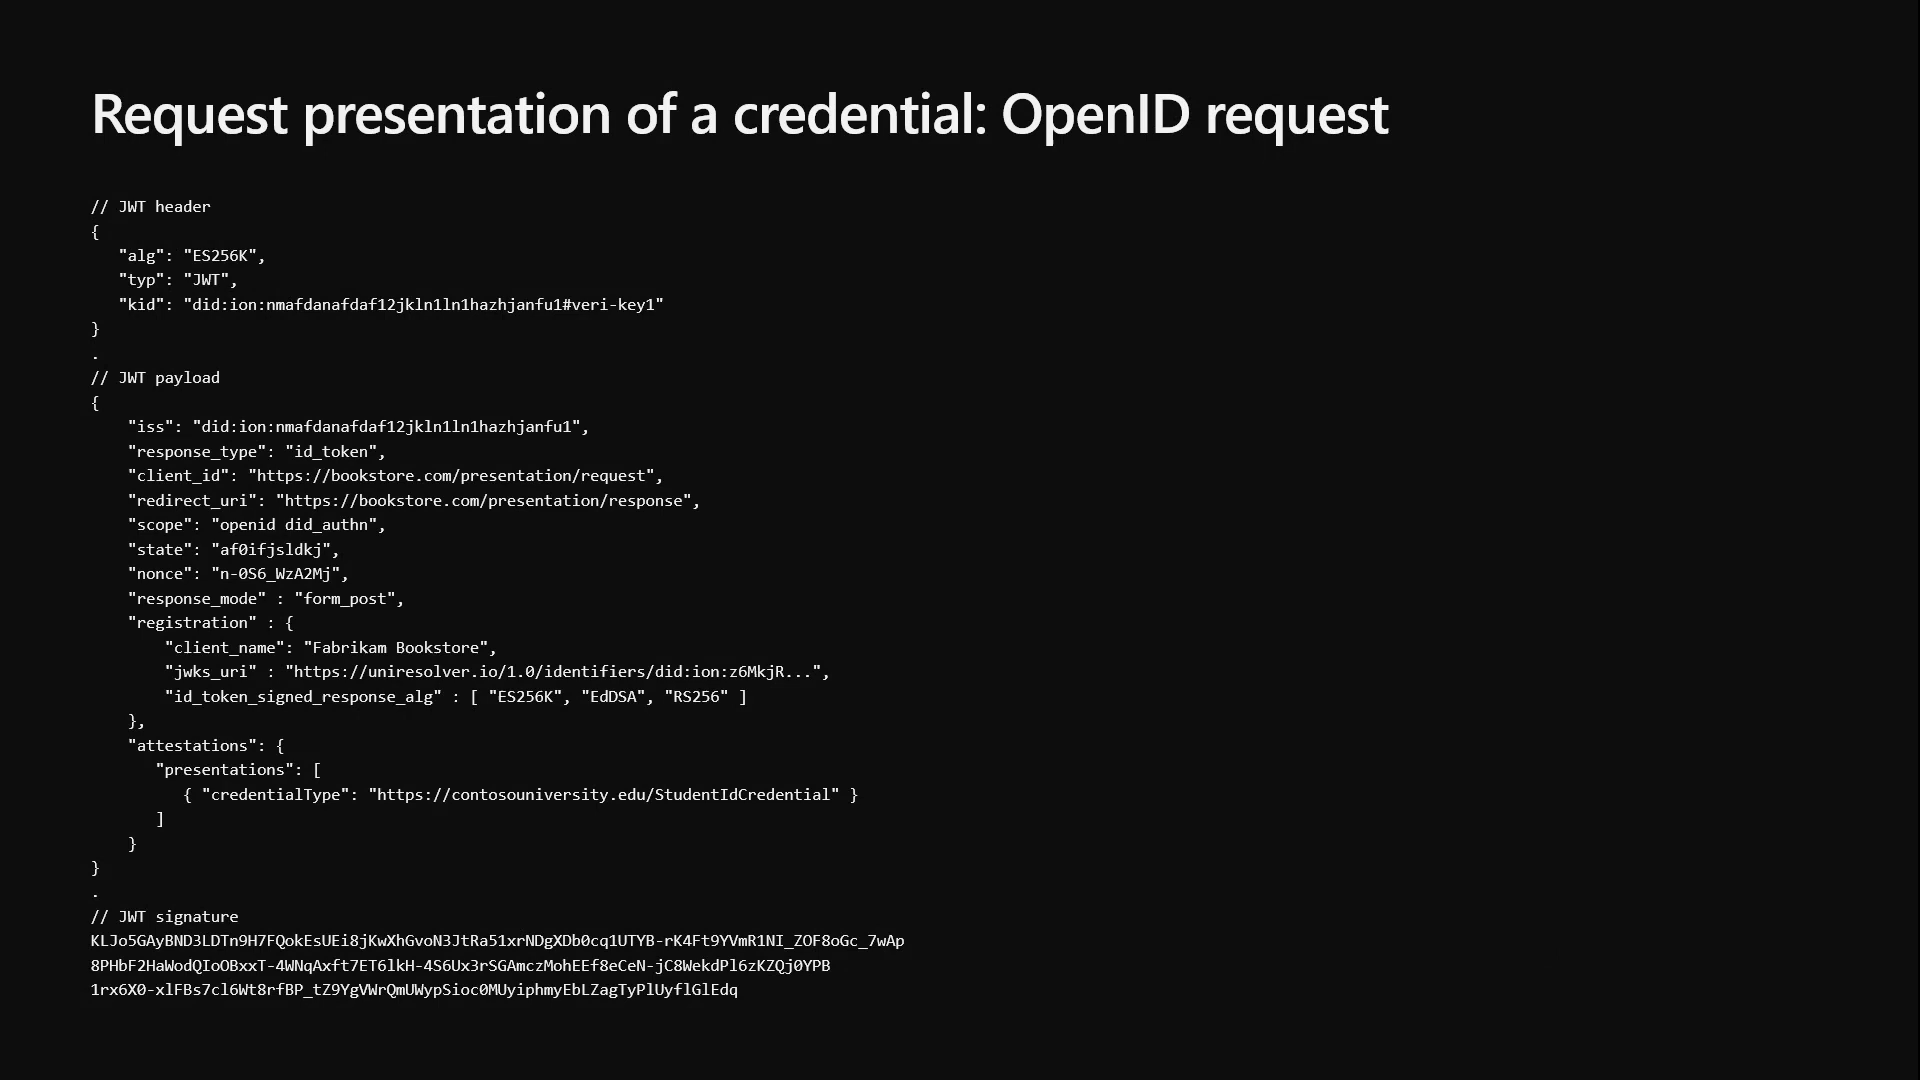 Request presentation of a credential: OpenID request
// JWT header
{
"alg": "ES256K",
"typ": "JWT",
"kid": "did:ion:nmafdanafdaf12jkln1ln1hazhjanfu1#veri-key1"
}
.
// JWT payload
{
"iss": "did:ion:nmafdanafdaf12jkln1ln1hazhjanfu1",
"response_type": "id_token",
"client_id": "https://bookstore.com/presentation/request",
"redirect_uri": "https://bookstore.com/presentation/response",
"scope": "openid did_authn",
"state": "af0ifjsldkj",
"nonce": "n-0S6_WzA2Mj",
"response_mode" : "form_post",
"registration" : {
"client_name": "Fabrikam Bookstore",
"jwks_uri" : "https://uniresolver.io/1.0/identifiers/did:ion:z6MkjR...",
"id_token_signed_response_alg" : [ "ES256K", "EdDSA", "RS256" ]
},
"attestations": {
"presentations": [
{ "credentialType": "https://contosouniversity.edu/StudentIdCredential" }
]
}
}
.
// JWT signature
KLJo5GAyBND3LDTn9H7FQokEsUEi8jKwXhGvoN3JtRa51xrNDgXDb0cq1UTYB-rK4Ft9YVmR1NI_ZOF8oGc_7wAp
8PHbF2HaWodQIoOBxxT-4WNqAxft7ET6lkH-4S6Ux3rSGAmczMohEEf8eCeN-jC8WekdPl6zKZQj0YPB
1rx6X0-xlFBs7cl6Wt8rfBP_tZ9YgVWrQmUWypSioc0MUyiphmyEbLZagTyPlUyflGlEdq